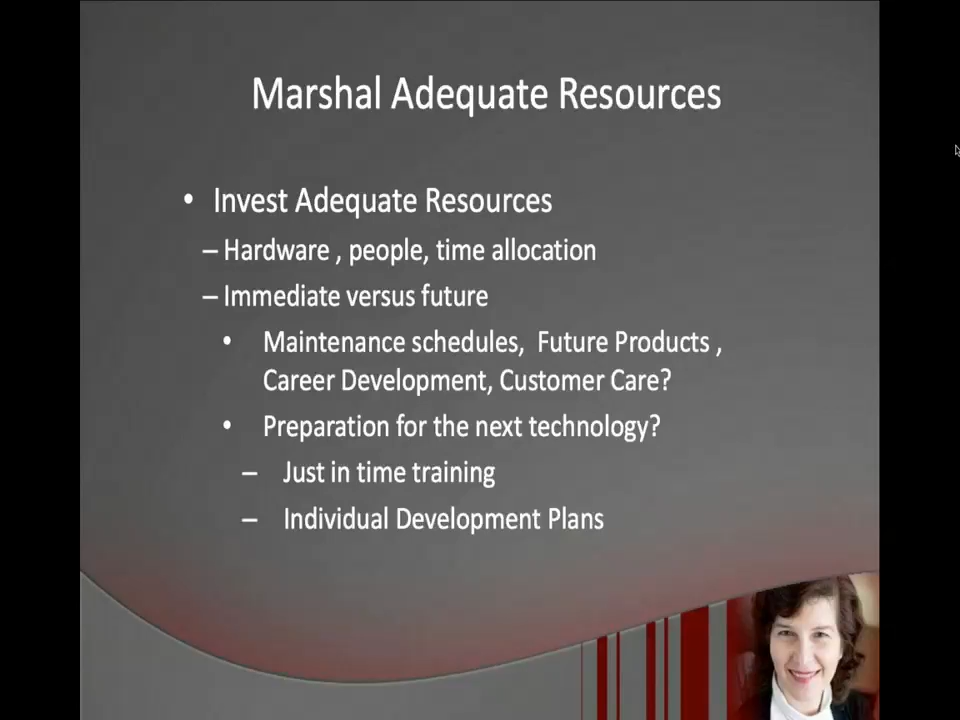 Marshal Adequate Resources
• Invest Adequate Resources
– Hardware , people, time allocation
– Immediate versus future
• Maintenance schedules, Future Products ,
Career Development, Customer Care?
• Preparation for the next technology?
– Just in time training
– Individual Development Plans